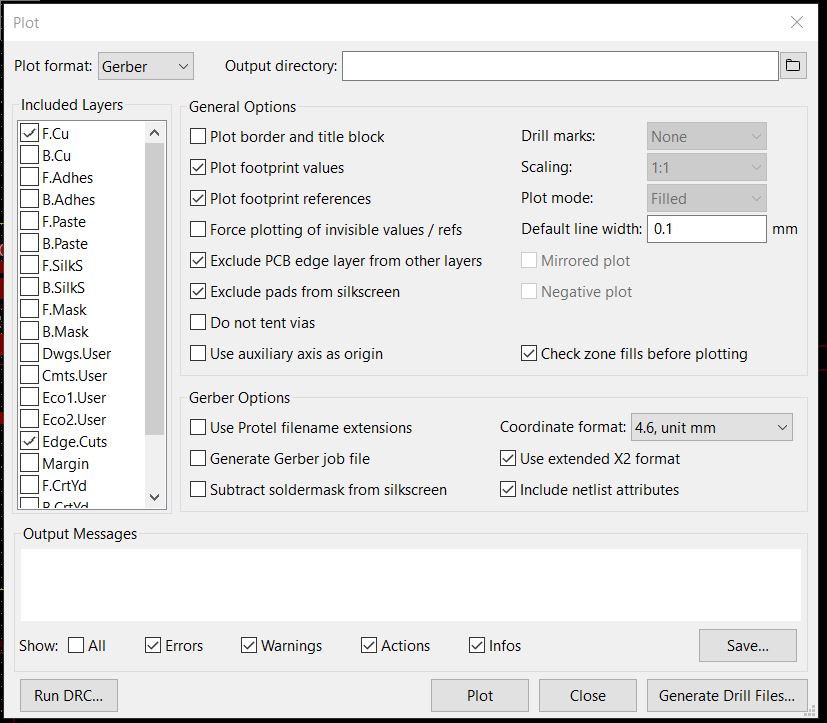 Plot
Plot format: Gerber
Output directory:
Included Layers
F.Cu
B.Cu
F.Adhes
B.Adhes
F.Paste
B.Paste
F.SilkS
B.SilkS
F.Mask
B.Mask
Dwgs.User
Cmts.User
Eco1.User
Eco2.User
Edge.Cuts
Margin
F.CrtYd
B.CrtYd
General Options
Plot border and title block
Plot footprint values
Plot footprint references
Force plotting of invisible values / refs
Exclude PCB edge layer from other layers
Exclude pads from silkscreen
Do not tent vias
Use auxiliary axis as origin
Drill marks: None
Scaling: 1:1
Plot mode: Filled
Default line width: 0.1 mm
Mirrored plot
Negative plot
Check zone fills before plotting
Gerber Options
Use Protel filename extensions
Generate Gerber job file
Subtract soldermask from silkscreen
Coordinate format: 4.6, unit mm
Use extended X2 format
Include netlist attributes
Output Messages
Show: All Errors Warnings Actions Infos Save...
Run DRC... Plot Close Generate Drill Files...